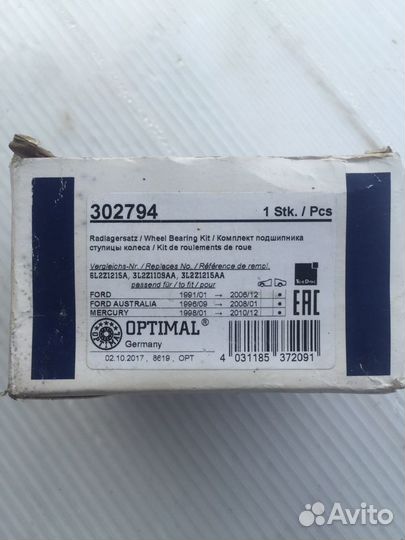 302794 1 Stk. / Pcs
Radlagersatz / Wheel Bearing Kit / Комплект подшипника
ступицы колеса / Kit de roulements de roue
Vergleichs-Nr. / Replaces No. / Référence de rempl.
6L2Z1215A, 3L2Z1109AA, 3L2Z1215AA
passend für / to fit / pour
FORD 1991/01 → 2006/12
FORD AUSTRALIA 1996/09 → 2008/01
MERCURY 1998/01 → 2010/12
EAC
OPTIMAL®
Germany
02.10.2017 , 8619 , OPT
4 031185 372091
Avito